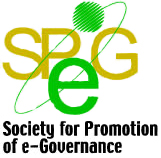 SPeG
Society for Promotion
of e-Governance